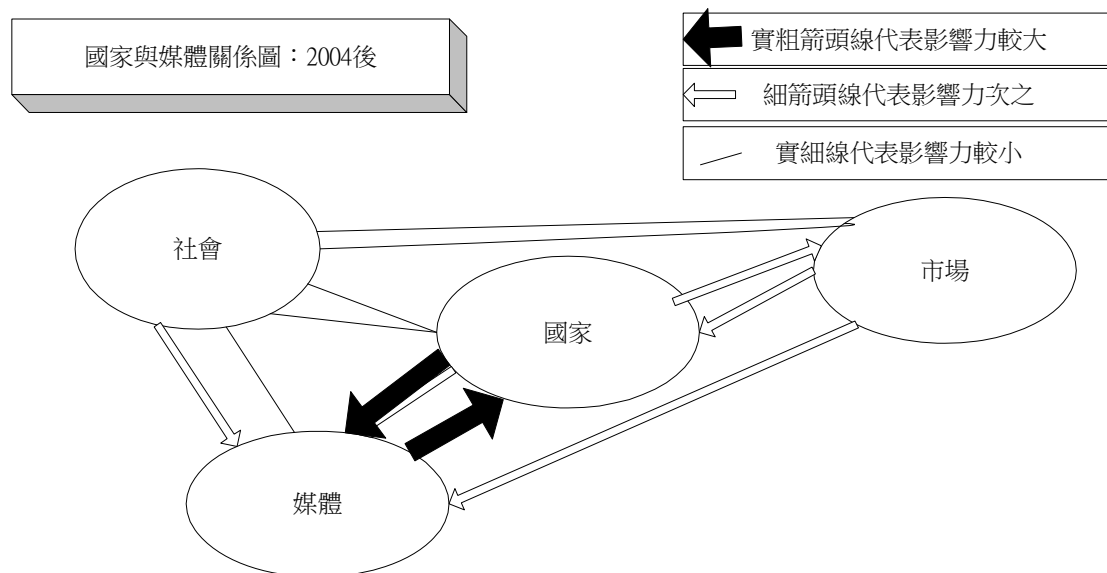 國家與媒體關係圖：2004後
實粗箭頭線代表影響力較大
細箭頭線代表影響力次之
實細線代表影響力較小
社會
市場
國家
媒體